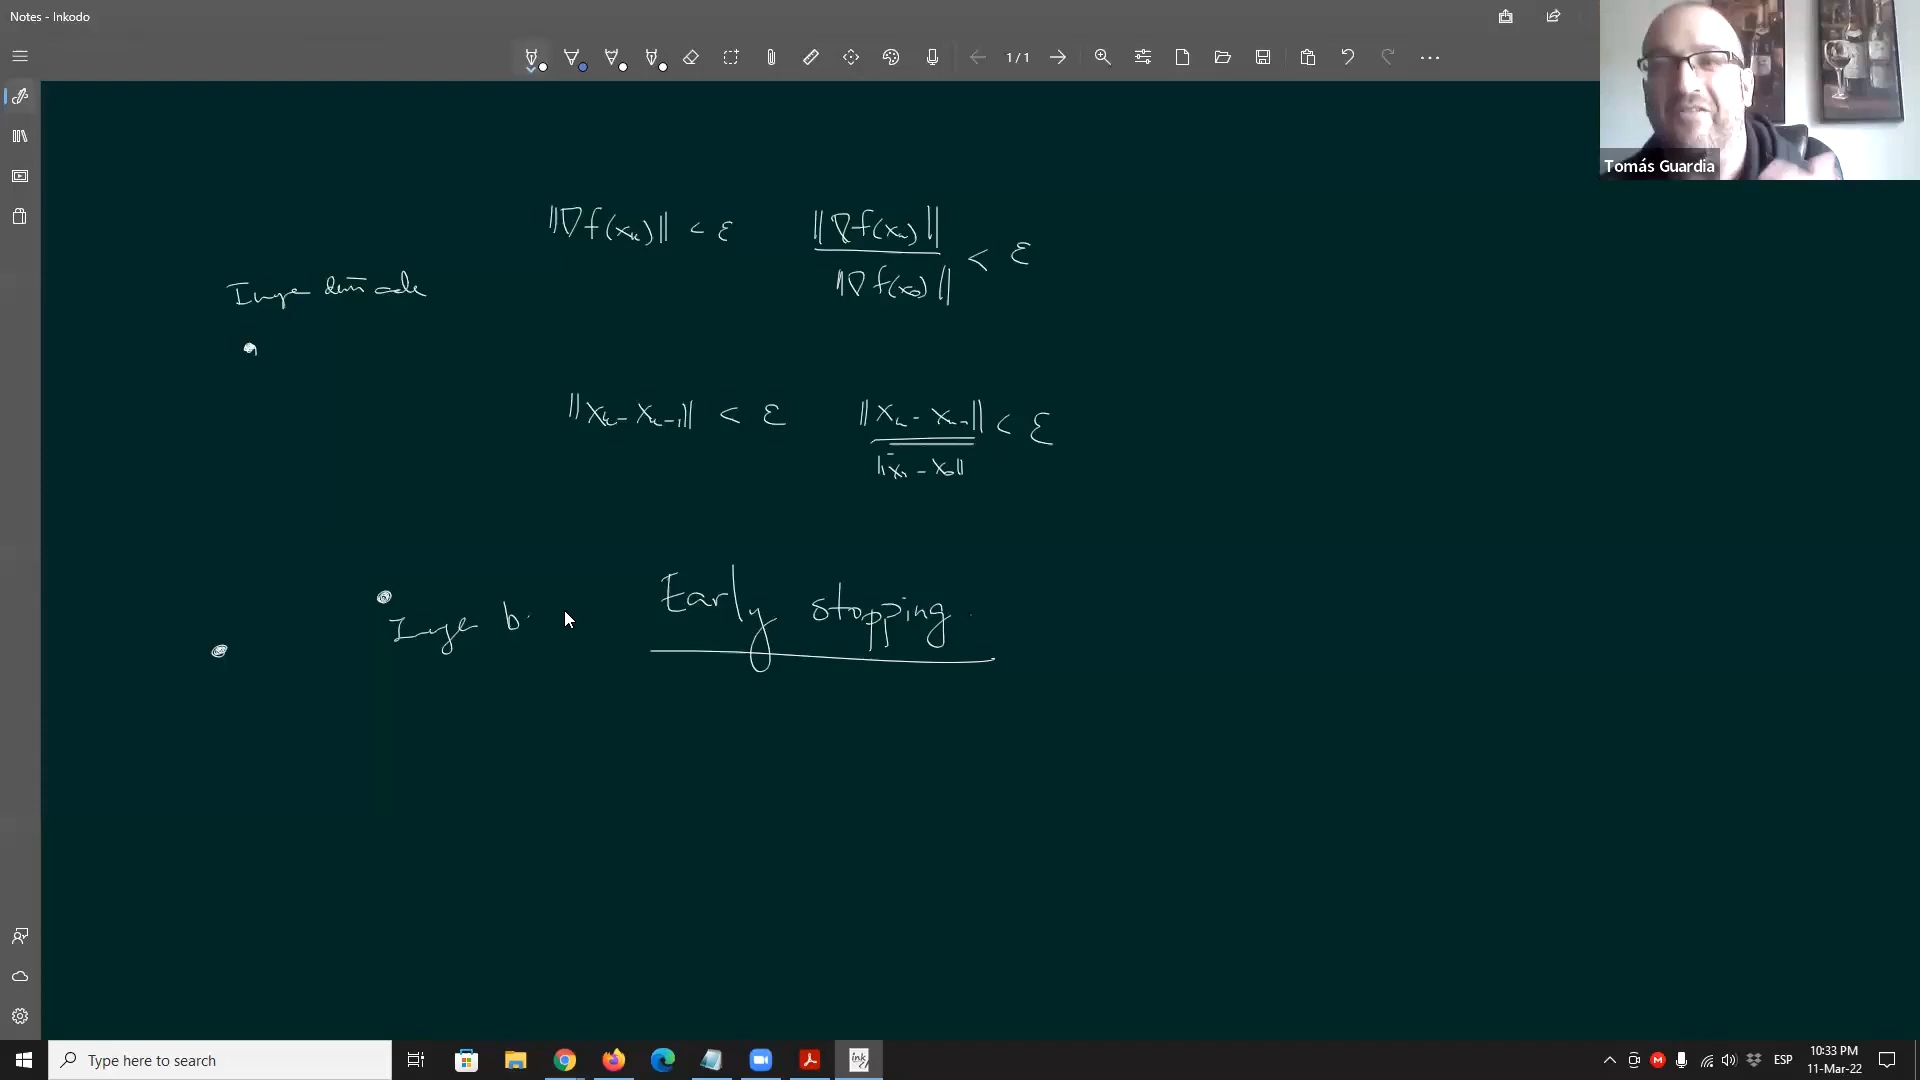 Notes - Inkodo
1 / 1
Tomás Guardia
‖∇f(xₖ)‖ < ε
‖∇f(xₖ)‖ / ‖∇f(x₀)‖ < ε
‖xₖ - xₖ₋₁‖ < ε
‖xₖ - xₖ₋₁‖ / ‖x₁ - x₀‖ < ε
Early stopping
b.
Type here to search
ESP
10:33 PM
11-Mar-22